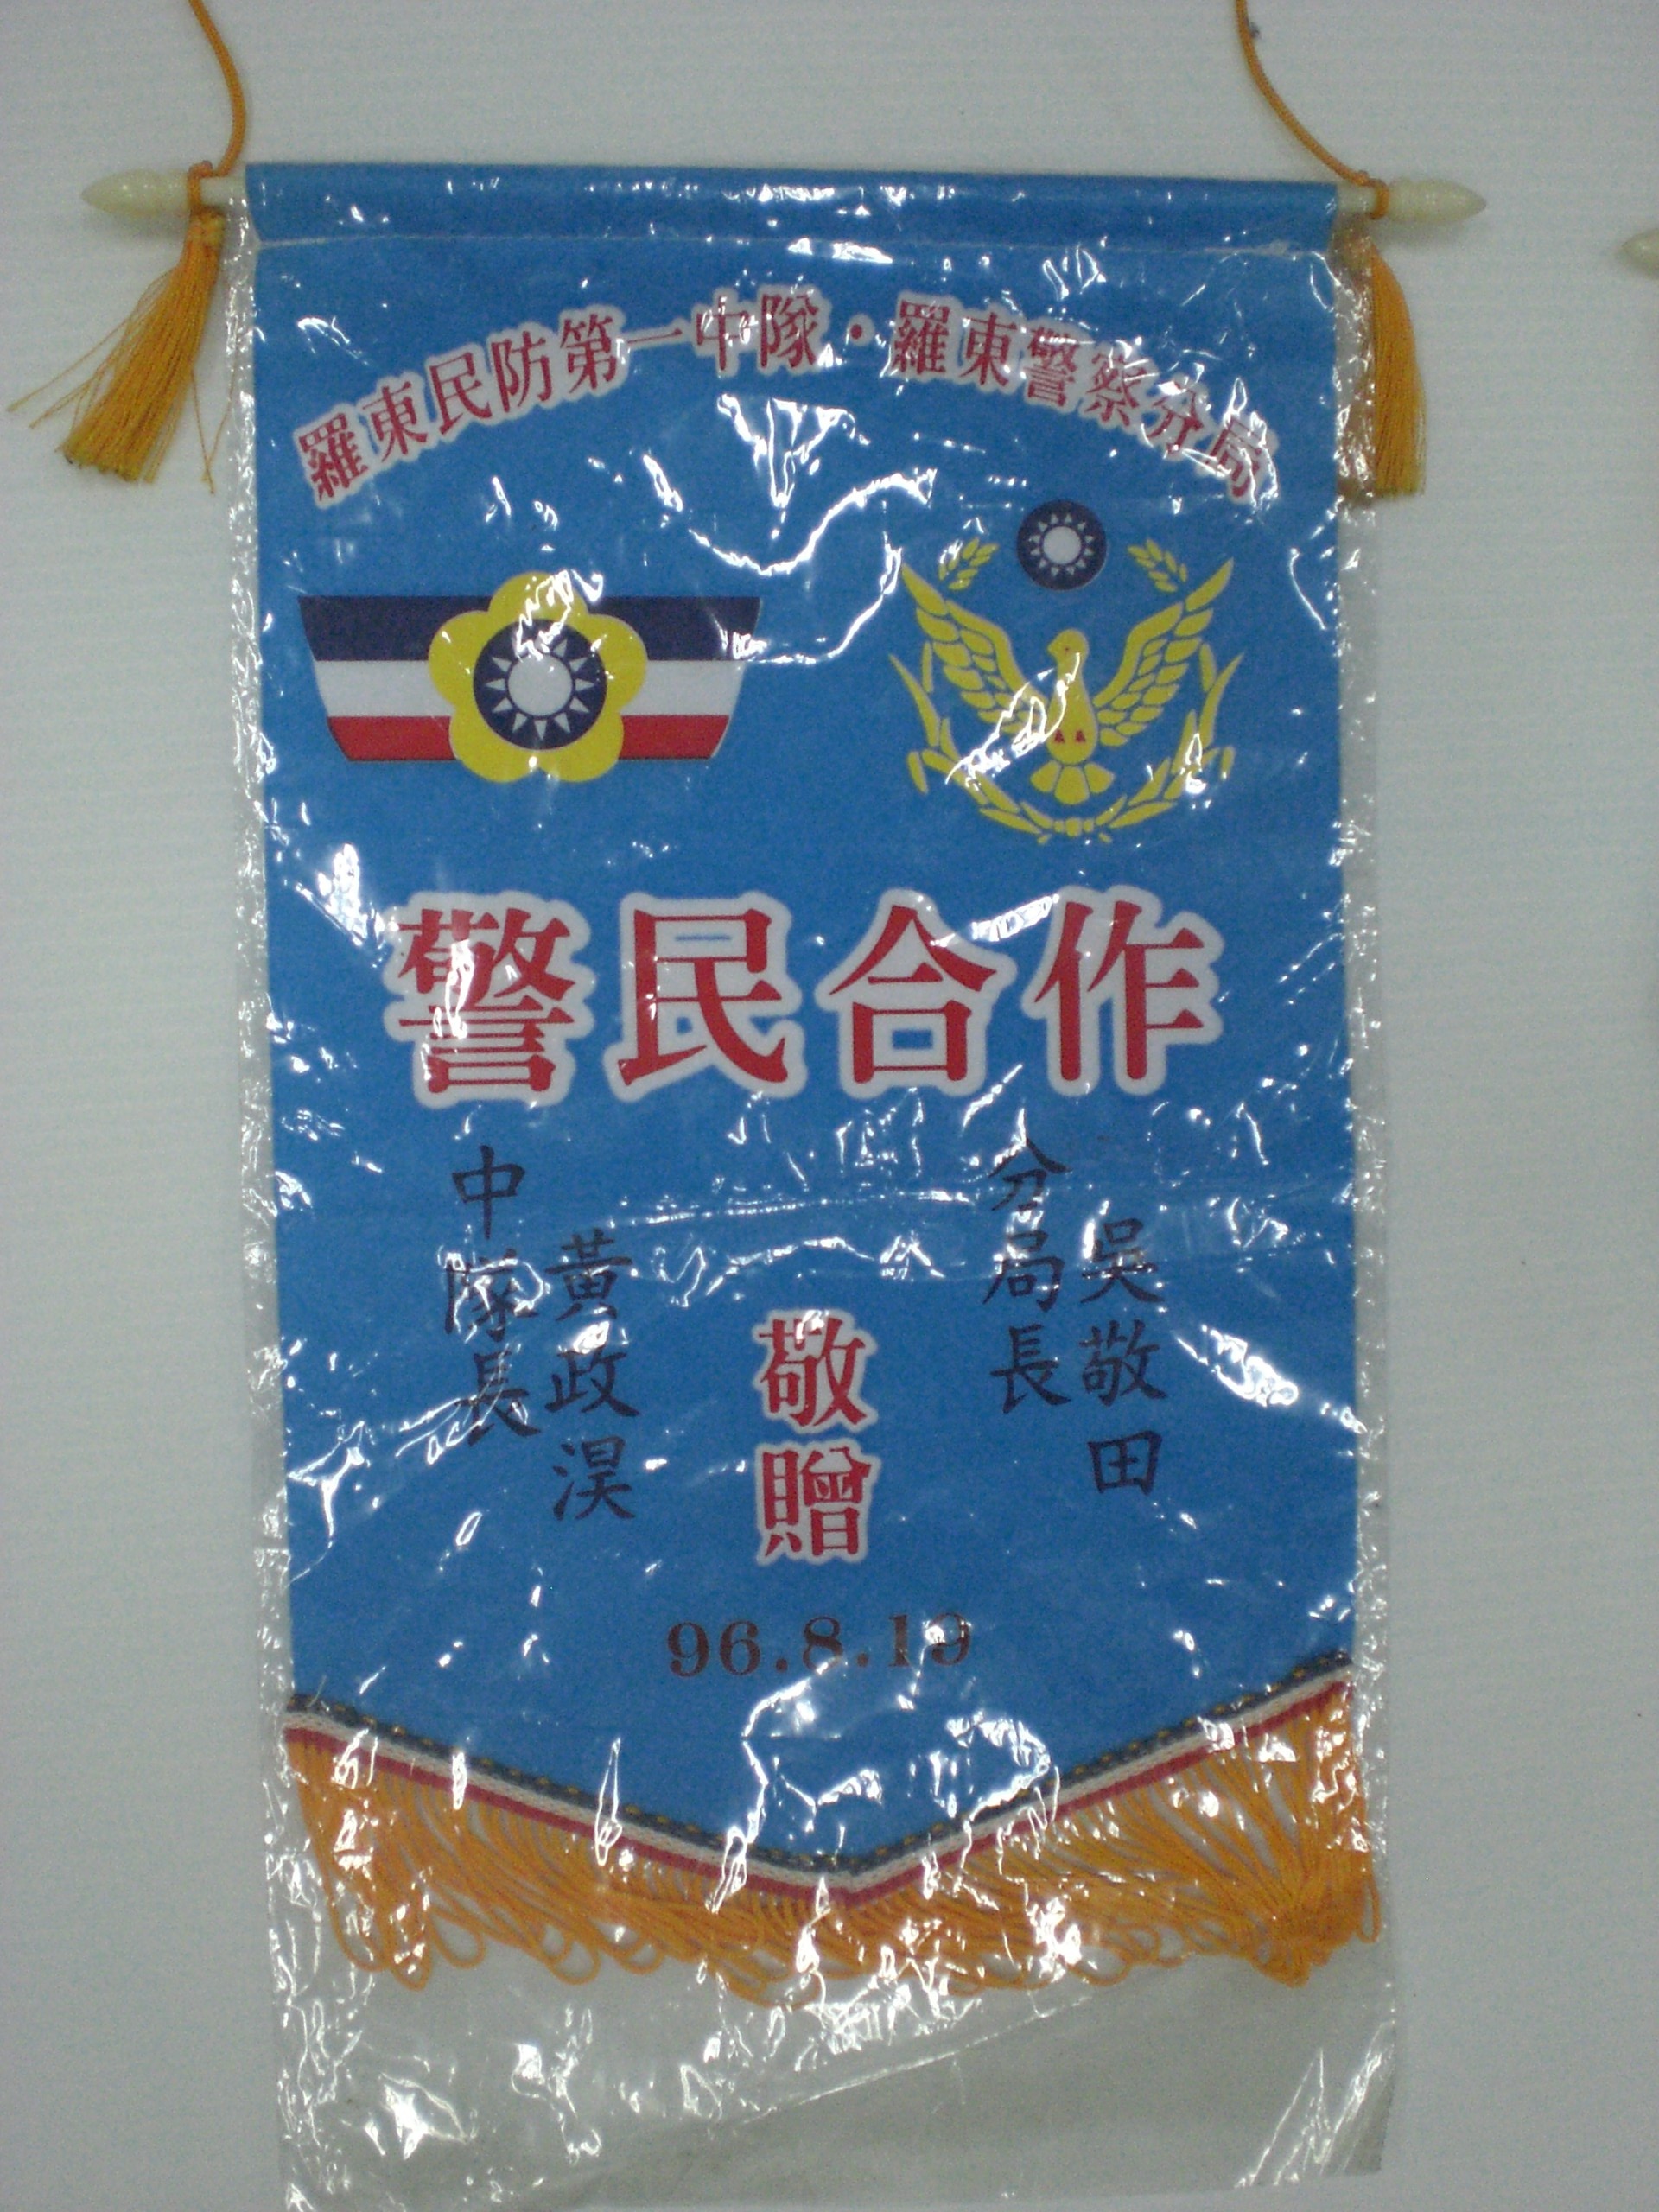 羅東民防第一中隊・羅東警察分局
警民合作
中隊長
黃政淏
敬贈
分局長
吳敬田
96.8.19